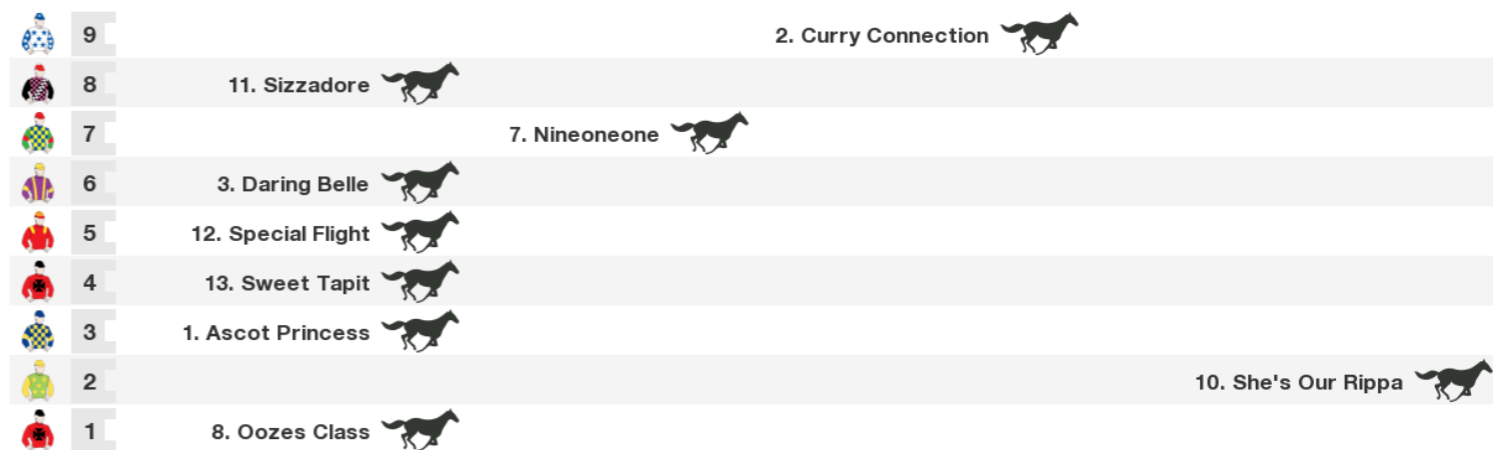 9 2. Curry Connection
8 11. Sizzadore
7 7. Nineoneone
6 3. Daring Belle
5 12. Special Flight
4 13. Sweet Tapit
3 1. Ascot Princess
2 10. She's Our Rippa
1 8. Oozes Class